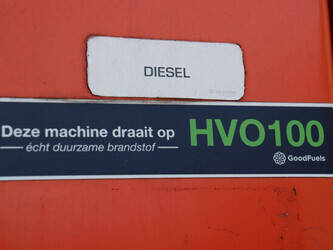 DIESEL
Deze machine draait op
écht duurzame brandstof
HVO100
GoodFuels